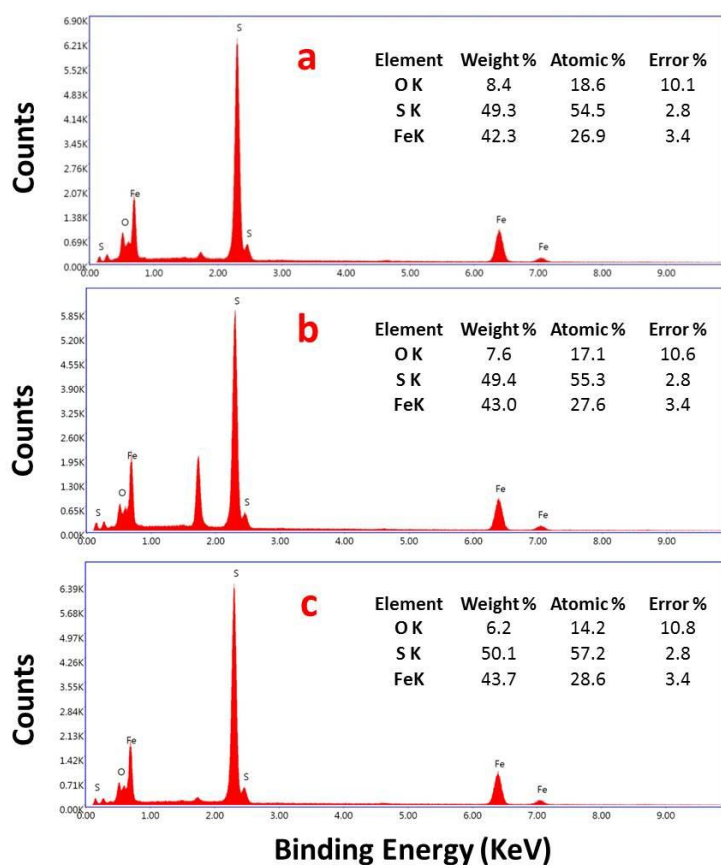 6.90K
6.21K
5.52K
4.83K
4.14K
3.45K
2.76K
2.07K
1.38K
0.69K
0.00K
Counts
a
S
Fe
O
S
S
Fe
Fe
Element Weight % Atomic % Error %
O K 8.4 18.6 10.1
S K 49.3 54.5 2.8
FeK 42.3 26.9 3.4
0.00 1.00 2.00 3.00 4.00 5.00 6.00 7.00 8.00 9.00
5.85K
5.20K
4.55K
3.90K
3.25K
2.60K
1.95K
1.30K
0.65K
0.00K
Counts
b
S
Fe
O
S
S
Fe
Fe
Element Weight % Atomic % Error %
O K 7.6 17.1 10.6
S K 49.4 55.3 2.8
FeK 43.0 27.6 3.4
0.00 1.00 2.00 3.00 4.00 5.00 6.00 7.00 8.00 9.00
6.39K
5.68K
4.97K
4.26K
3.55K
2.84K
2.13K
1.42K
0.71K
0.00K
Counts
c
S
Fe
O
S
S
Fe
Fe
Element Weight % Atomic % Error %
O K 6.2 14.2 10.8
S K 50.1 57.2 2.8
FeK 43.7 28.6 3.4
0.00 1.00 2.00 3.00 4.00 5.00 6.00 7.00 8.00 9.00
Binding Energy (KeV)